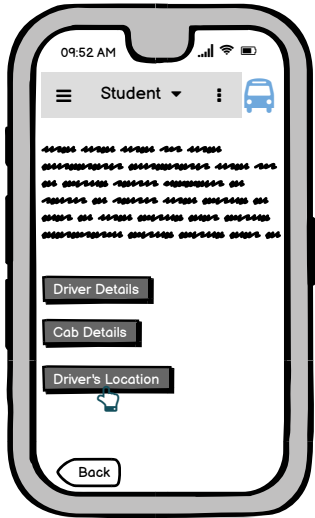 09:52 AM
Student
Driver Details
Cab Details
Driver's Location
Back